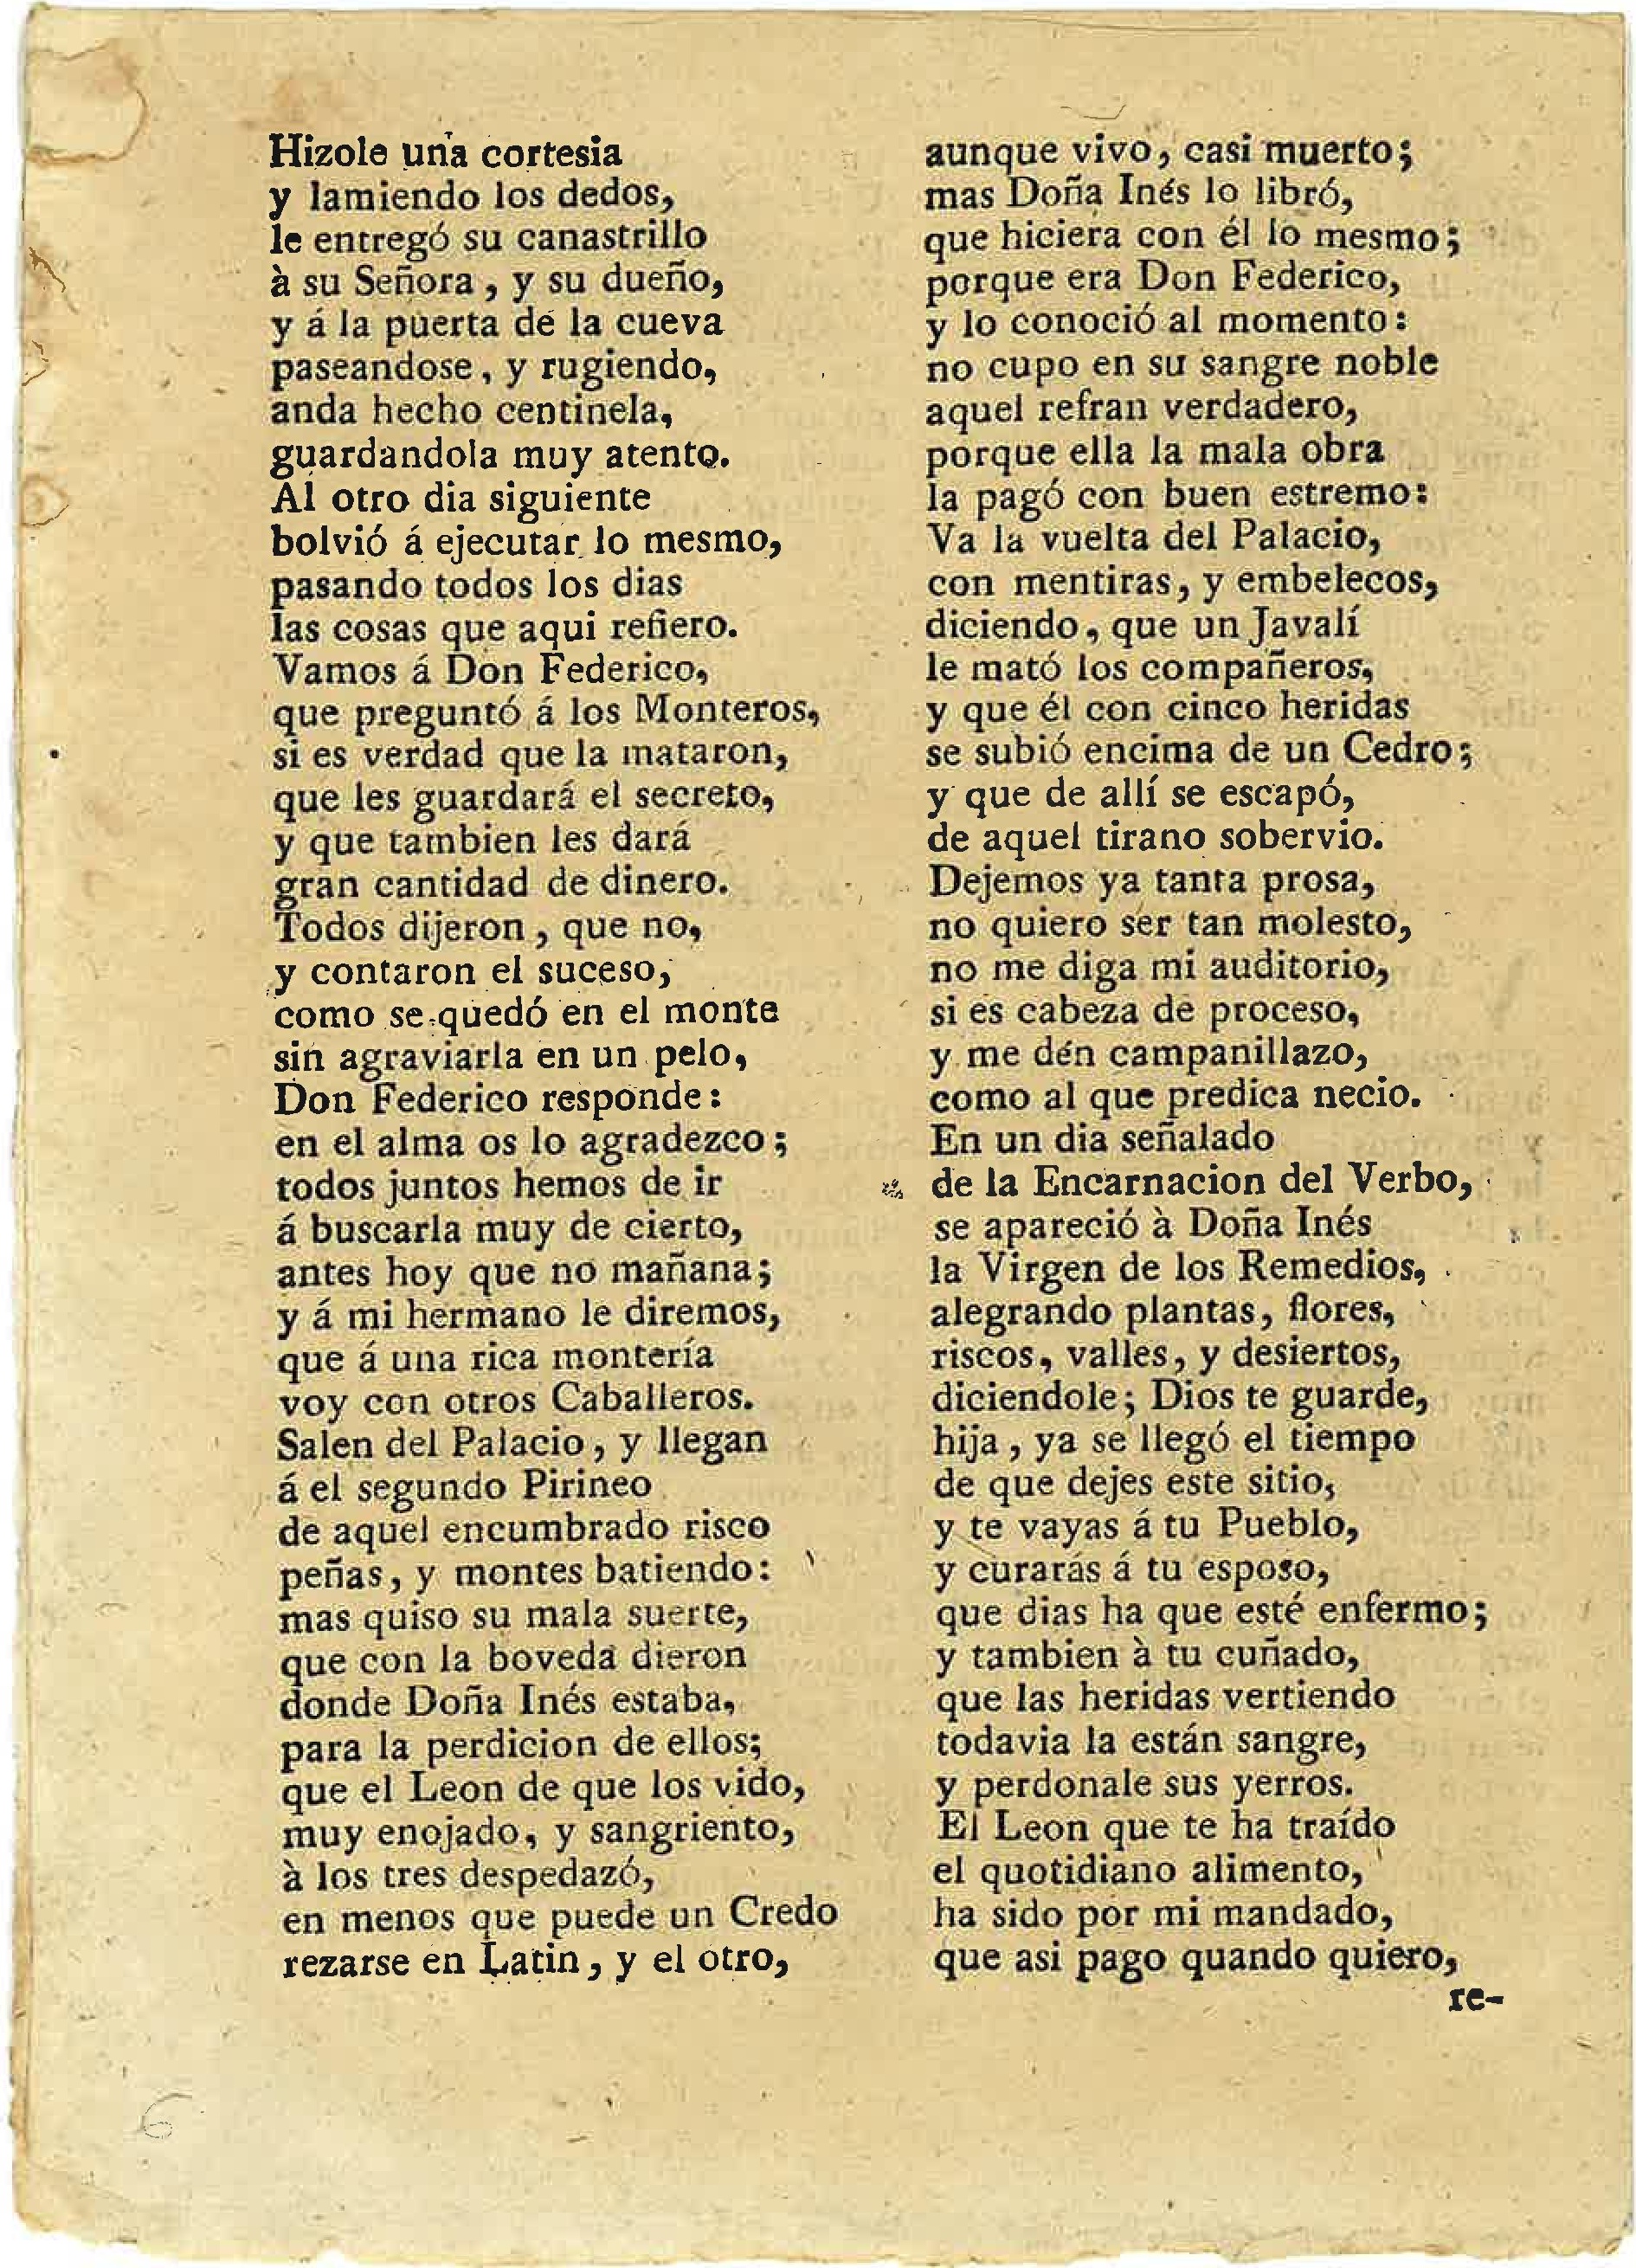 Hizole una cortesia
y lamiendo los dedos,
le entregó su canastrillo
à su Señora, y su dueño,
y á la puerta de la cueva
paseandose, y rugiendo,
anda hecho centinela,
guardandola muy atento.
Al otro dia siguiente
bolvió á ejecutar lo mesmo,
pasando todos los dias
las cosas que aqui refiero.
Vamos á Don Federico,
que preguntó á los Monteros,
si es verdad que la mataron,
que les guardará el secreto,
y que tambien les dará
gran cantidad de dinero.
Todos dijeron, que no,
y contaron el suceso,
como se quedó en el monte
sin agraviarla en un pelo,
Don Federico responde:
en el alma os lo agradezco;
todos juntos hemos de ir
á buscarla muy de cierto,
antes hoy que no mañana;
y á mi hermano le diremos,
que á una rica montería
voy con otros Caballeros.
Salen del Palacio, y llegan
á el segundo Pirineo
de aquel encumbrado risco
peñas, y montes batiendo:
mas quiso su mala suerte,
que con la boveda dieron
donde Doña Inés estaba,
para la perdicion de ellos;
que el Leon de que los vido,
muy enojado, y sangriento,
à los tres despedazó,
en menos que puede un Credo
rezarse en Latin, y el otro,
aunque vivo, casi muerto;
mas Doña Inés lo libró,
que hiciera con él lo mesmo;
porque era Don Federico,
y lo conoció al momento:
no cupo en su sangre noble
aquel refran verdadero,
porque ella la mala obra
la pagó con buen estremo:
Va la vuelta del Palacio,
con mentiras, y embelecos,
diciendo, que un Javalí
le mató los compañeros,
y que él con cinco heridas
se subió encima de un Cedro;
y que de allí se escapó,
de aquel tirano sobervio.
Dejemos ya tanta prosa,
no quiero ser tan molesto,
no me diga mi auditorio,
si es cabeza de proceso,
y me dén campanillazo,
como al que predica necio.
En un dia señalado
de la Encarnacion del Verbo,
se apareció à Doña Inés
la Virgen de los Remedios,
alegrando plantas, flores,
riscos, valles, y desiertos,
diciendole; Dios te guarde,
hija, ya se llegó el tiempo
de que dejes este sitio,
y te vayas á tu Pueblo,
y curarás á tu esposo,
que dias ha que esté enfermo;
y tambien à tu cuñado,
que las heridas vertiendo
todavia la están sangre,
y perdonale sus yerros.
El Leon que te ha traído
el quotidiano alimento,
ha sido por mi mandado,
que asi pago quando quiero,
re-
6